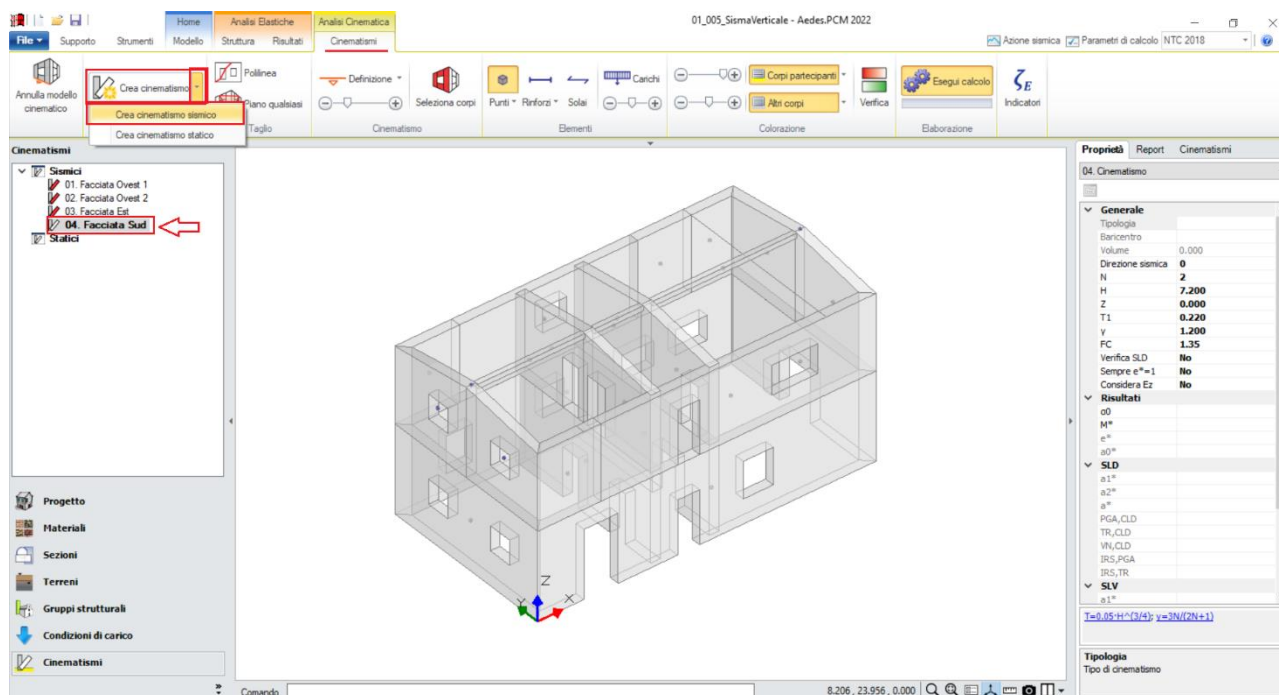 01_005_SismaVerticale - Aedes.PCM 2022
Home Analisi Elastiche Analisi Cinematica
File Supporto Strumenti Modello Struttura Risultati Cinematismi
Azione sismica Parametri di calcolo NTC 2018
Annulla modello cinematico
Crea cinematismo
Crea cinematismo sismico
Crea cinematismo statico
Polilinea
Piano qualsiasi
Taglio
Definizione
Seleziona corpi
Cinematismo
Punti Rinforzi Solai
Carichi
Elementi
Corpi partecipanti
Altri corpi
Verifica
Colorazione
Esegui calcolo
Elaborazione
ζE
Indicatori
Cinematismi
Sismici
01. Facciata Ovest 1
02. Facciata Ovest 2
03. Facciata Est
04. Facciata Sud
Statici
Progetto
Materiali
Sezioni
Terreni
Gruppi strutturali
Condizioni di carico
Cinematismi
Z
Y X
Comando
8.206 , 23.956 , 0.000
Proprietà Report Cinematismi
04. Cinematismo
Generale
Tipologia
Baricentro
Volume 0.000
Direzione sismica 0
N 2
H 7.200
Z 0.000
T1 0.220
γ 1.200
FC 1.35
Verifica SLD No
Sempre e*=1 No
Considera Ez No
Risultati
α0
M*
e*
a0*
SLD
a1*
a2*
a*
PGA,CLD
TR,CLD
VN,CLD
IRS,PGA
IRS,TR
SLV
a1*
T=0.05·H^(3/4); γ=3N/(2N+1)
Tipologia
Tipo di cinematismo